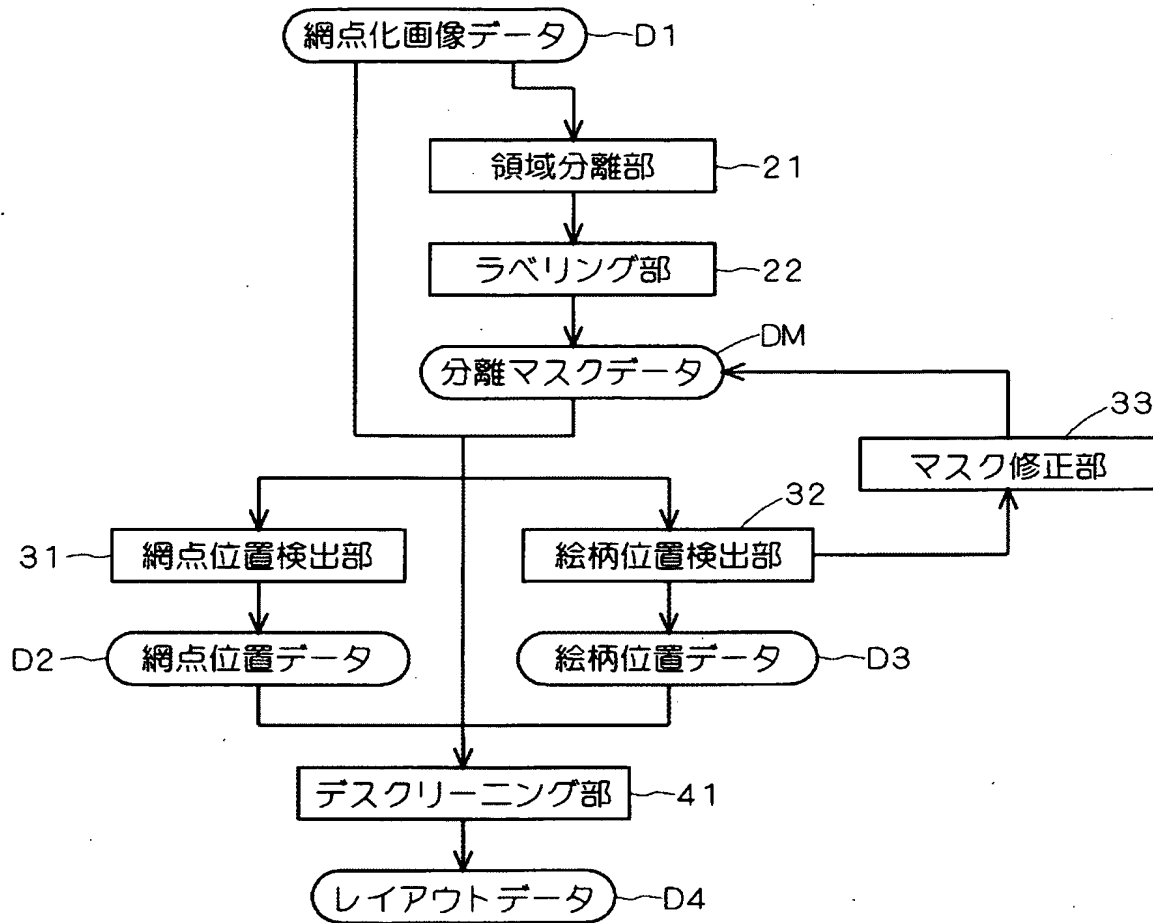 網点化画像データ D1
領域分離部 21
ラベリング部 22
DM
分離マスクデータ
33
マスク修正部
32
31 網点位置検出部
絵柄位置検出部
D2 網点位置データ
絵柄位置データ D3
デスクリーニング部 41
レイアウトデータ D4